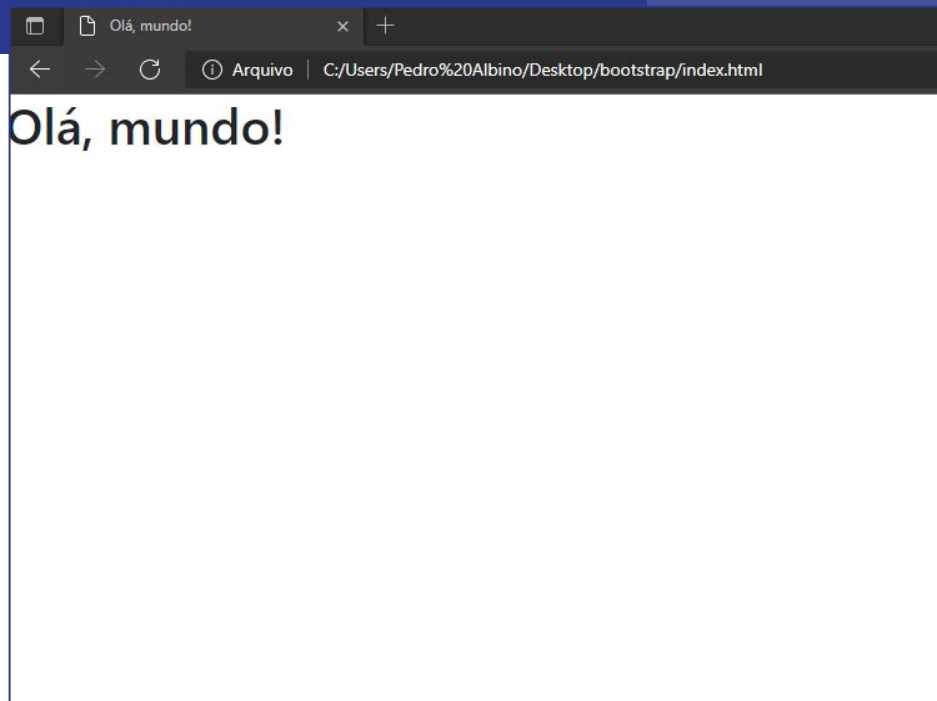 Olá, mundo!
Arquivo | C:/Users/Pedro%20Albino/Desktop/bootstrap/index.html
Olá, mundo!